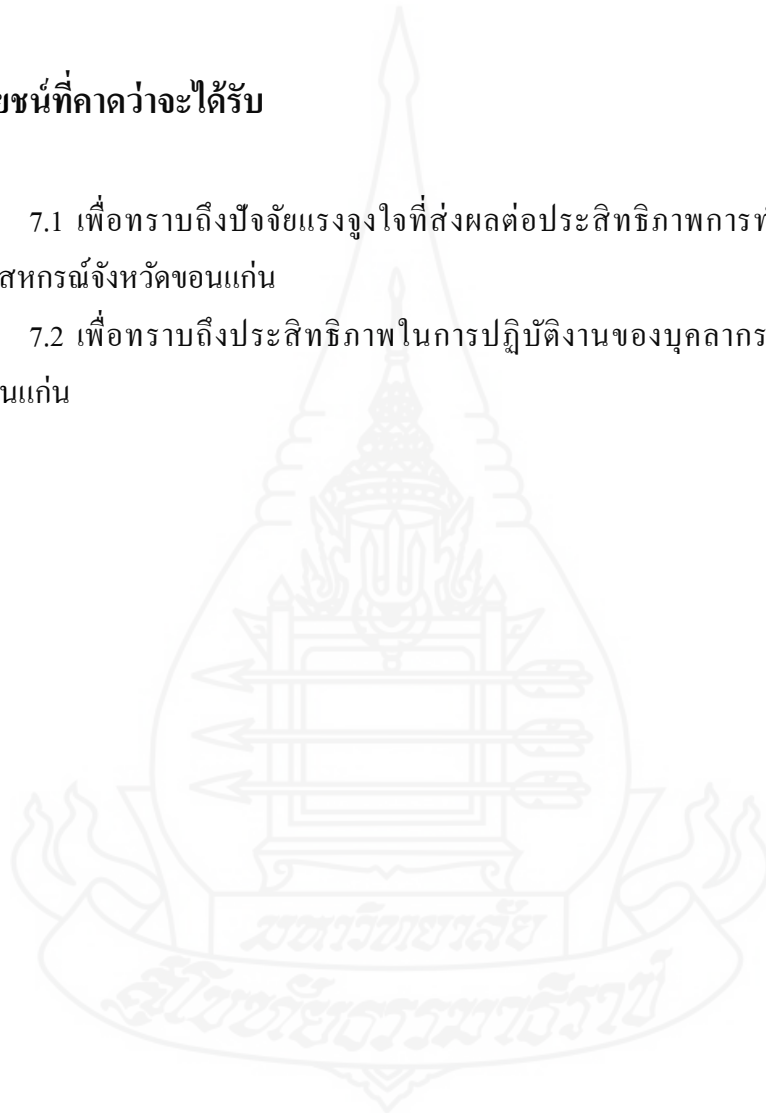 ยชน์ที่คาดว่าจะได้รับ
7.1 เพื่อทราบถึงปัจจัยแรงจูงใจที่ส่งผลต่อประสิทธิภาพการท
สหกรณ์จังหวัดขอนแก่น
7.2 เพื่อทราบถึงประสิทธิภาพในการปฏิบัติงานของบุคลากร
นแก่น
มหาวิทยาลัย
สุโขทัยธรรมาธิราช